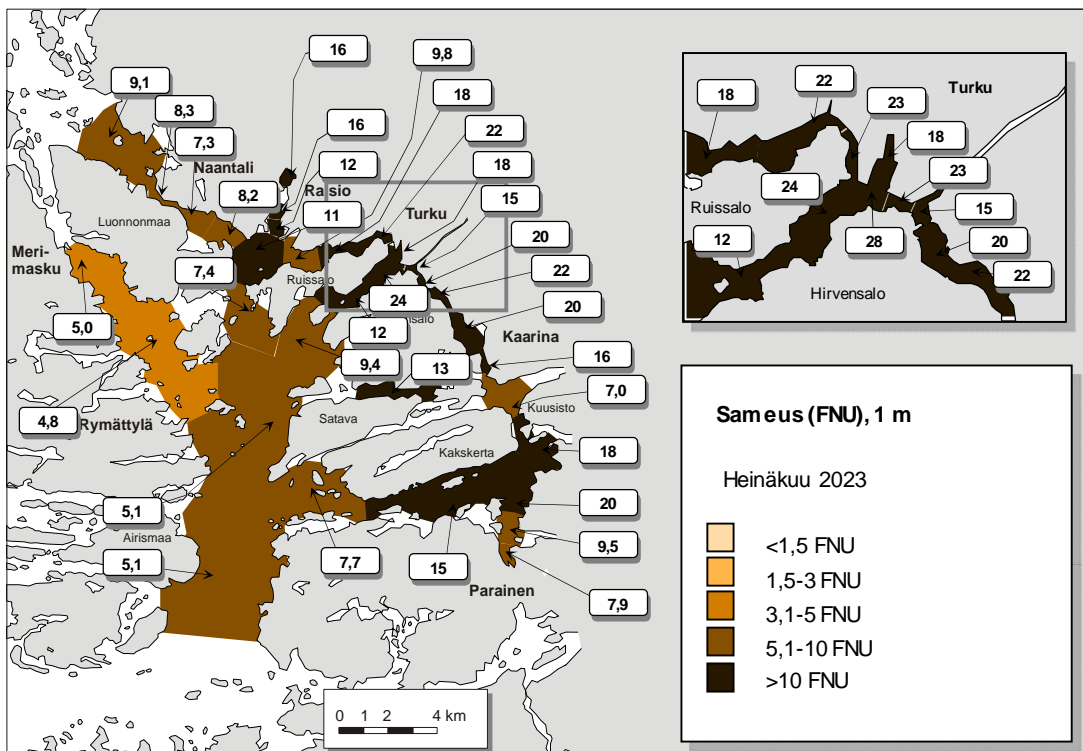 16
9,8
9,1
18
8,3
16
22
7,3
Naantali
12
18
8,2
Raisio
11
Turku
15
Luonnonmaa
20
Meri-
masku
7,4
Ruissalo
22
24
5,0
12
20
Kaarina
9,4
13
16
4,8
Rymättylä
Satava
7,0
Kuusisto
Kakskerta
18
5,1
20
Airismaa
5,1
7,7
15
9,5
Parainen
7,9
0 1 2 4 km
22
Turku
18
23
18
24
23
Ruissalo
15
12
28
20
Hirvensalo
22
Sameus (FNU), 1 m
Heinäkuu 2023
<1,5 FNU
1,5-3 FNU
3,1-5 FNU
5,1-10 FNU
>10 FNU